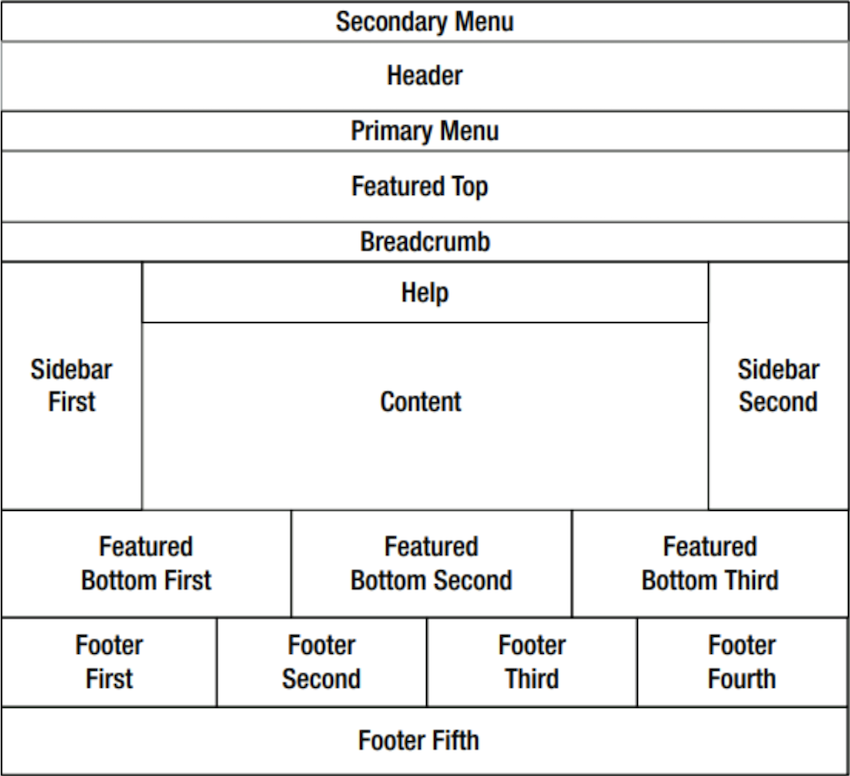 Secondary Menu
Header
Primary Menu
Featured Top
Breadcrumb
Help
Sidebar
First
Content
Sidebar
Second
Featured
Bottom First
Featured
Bottom Second
Featured
Bottom Third
Footer
First
Footer
Second
Footer
Third
Footer
Fourth
Footer Fifth